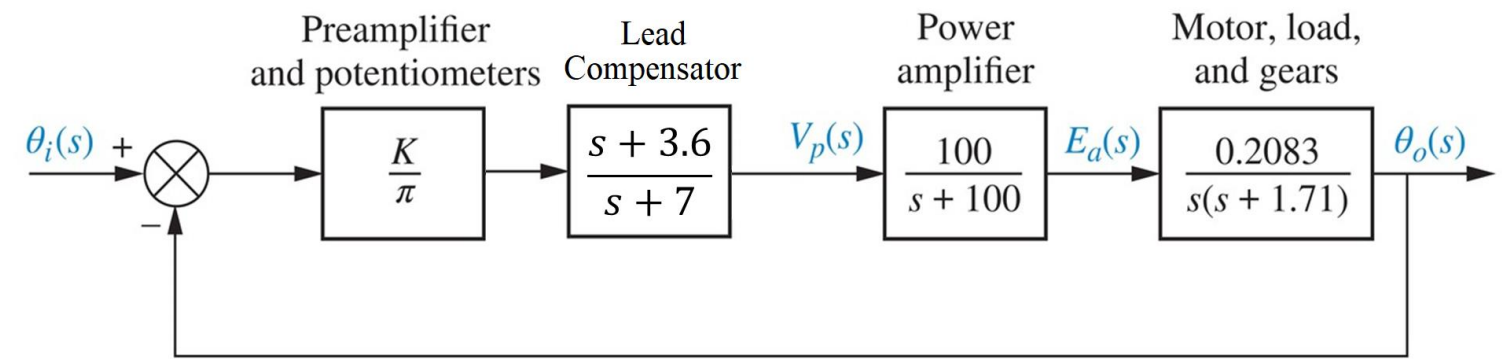 Preamplifier
and potentiometers
Lead
Compensator
Power
amplifier
Motor, load,
and gears
θᵢ(s) +
K
π
s + 3.6
s + 7
Vₚ(s)
100
s + 100
Eₐ(s)
0.2083
s(s + 1.71)
θₒ(s)
−